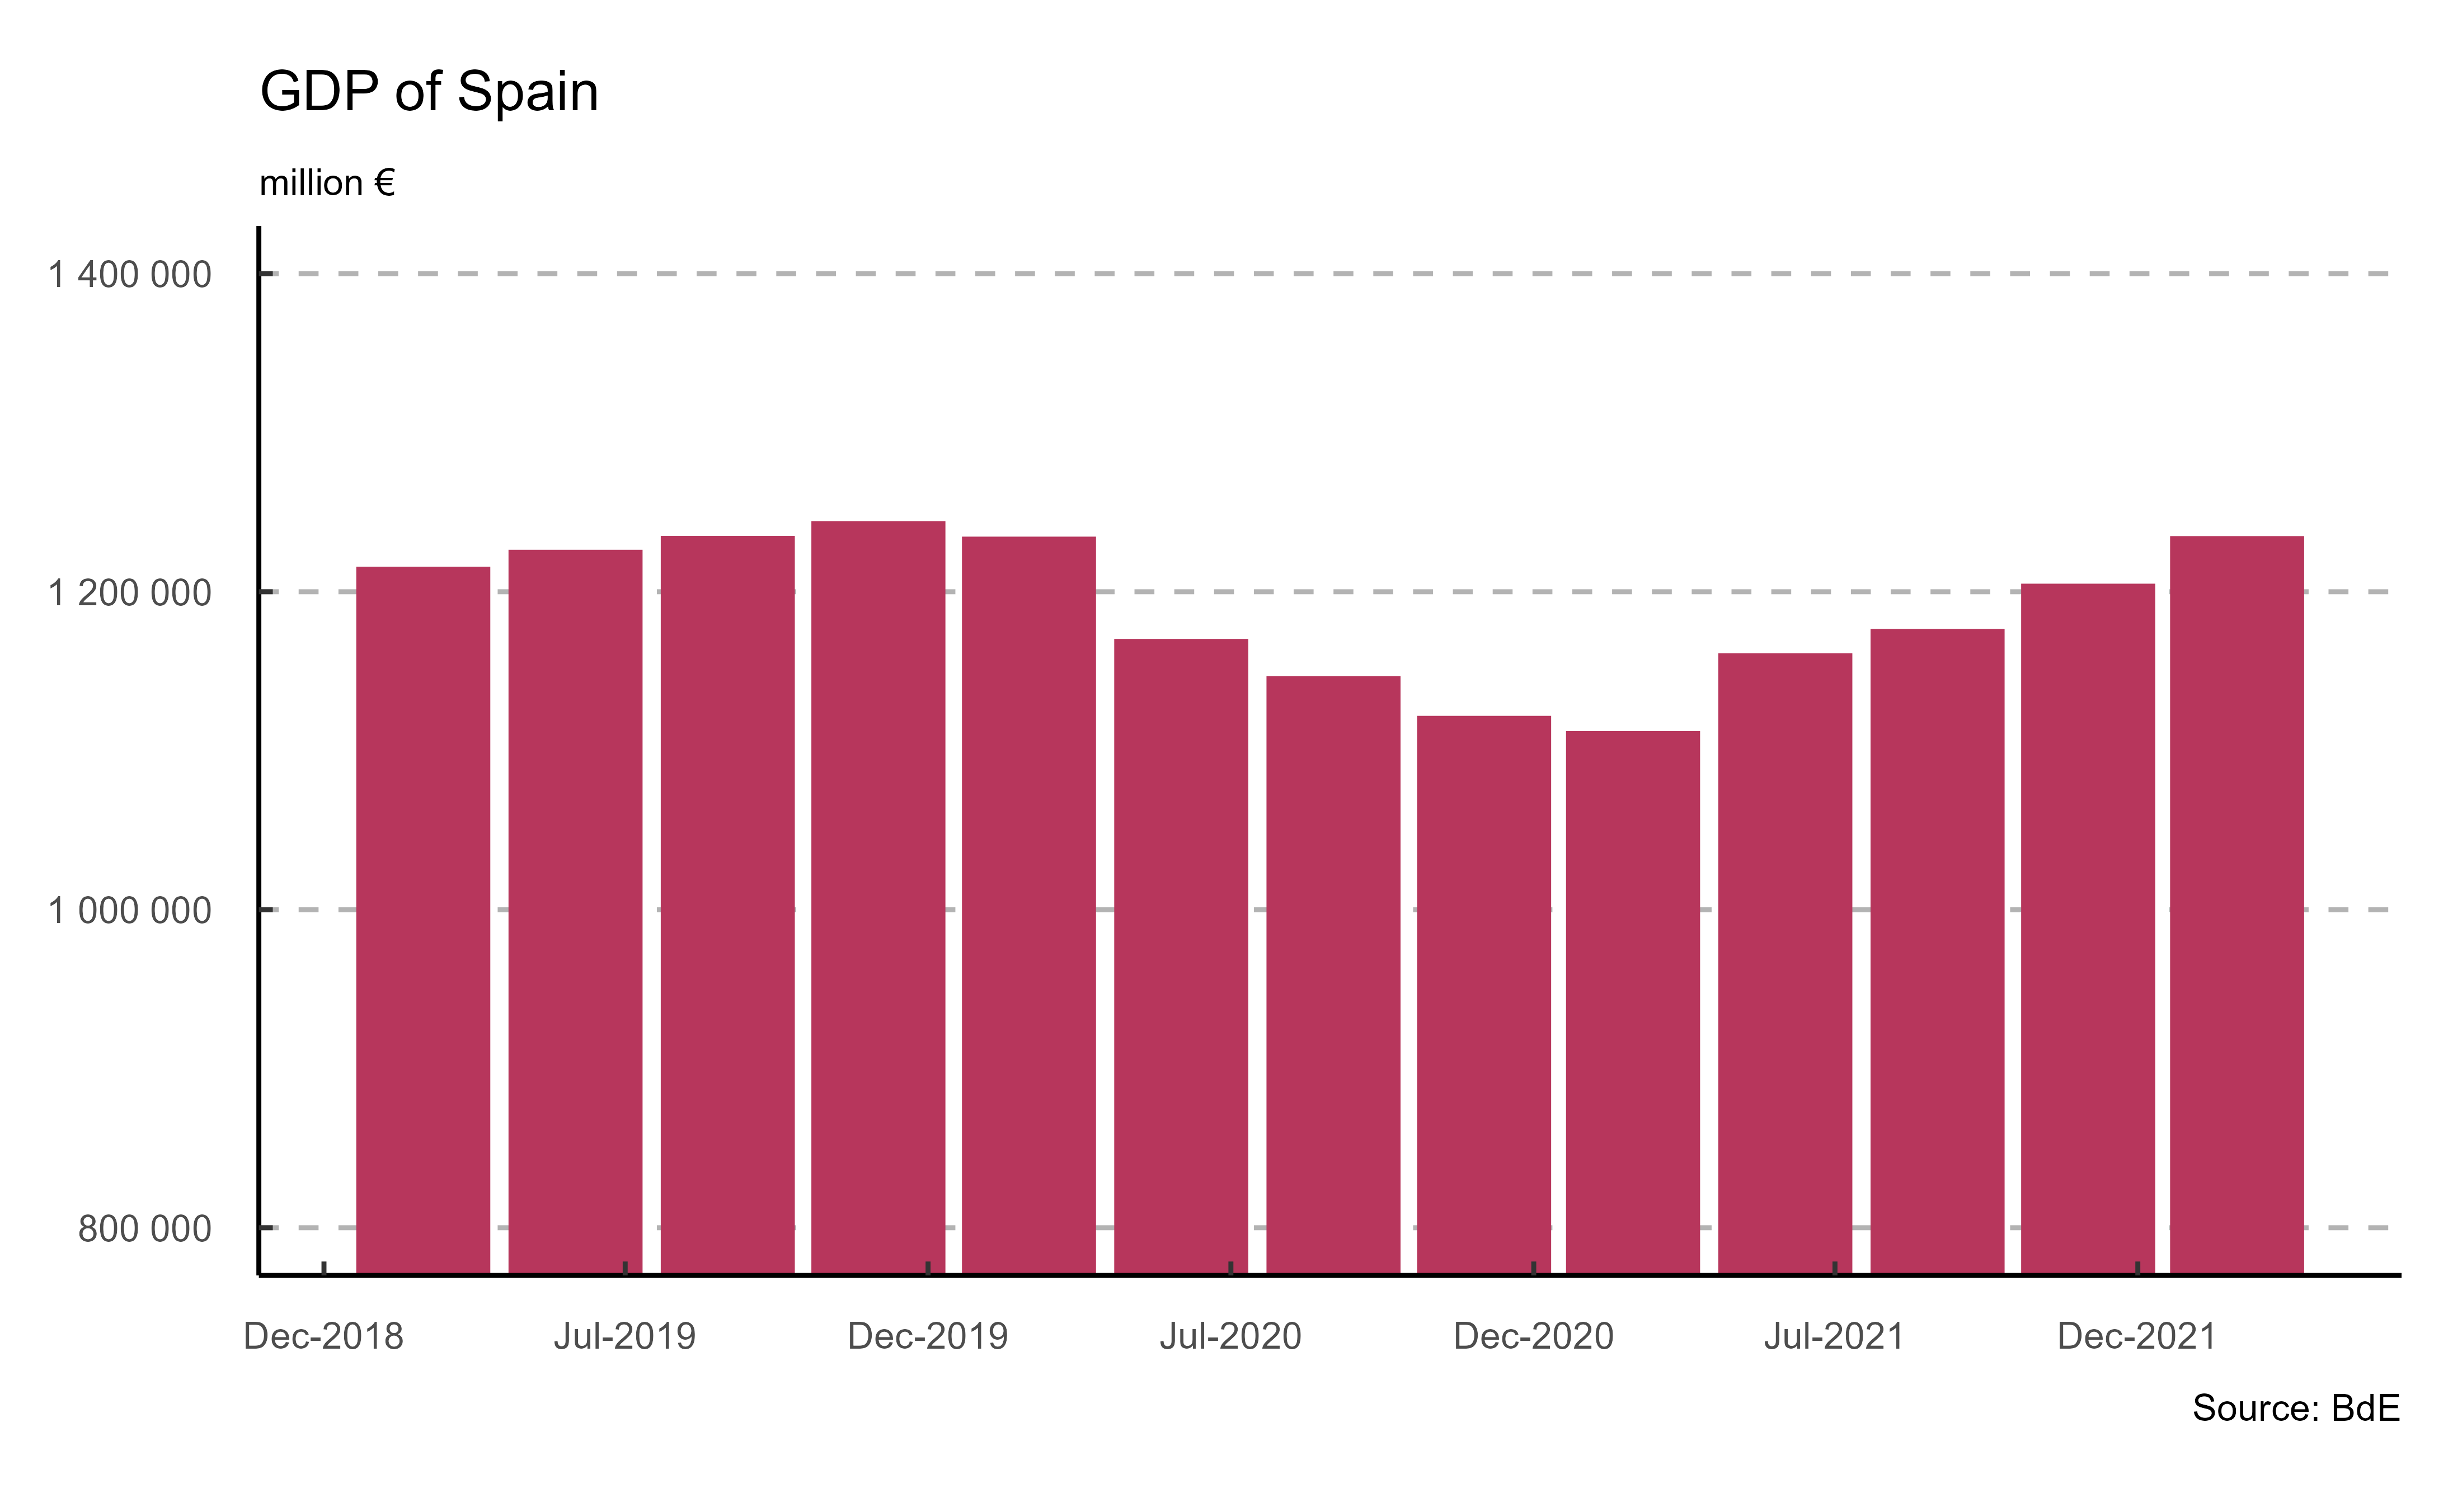 GDP of Spain
million €
1 400 000
1 200 000
1 000 000
800 000
Dec-2018 Jul-2019 Dec-2019 Jul-2020 Dec-2020 Jul-2021 Dec-2021
Source: BdE